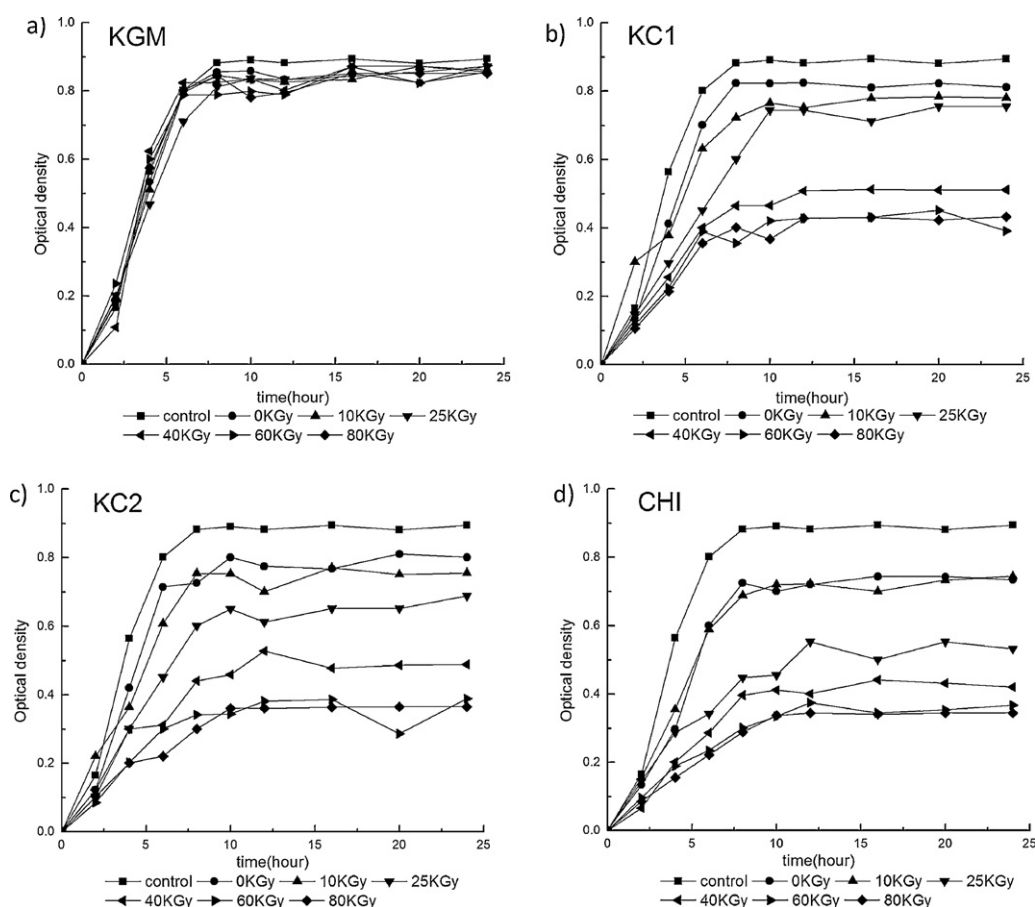 a)
KGM
1.0
0.8
0.6
0.4
0.2
0.0
Optical density
0 5 10 15 20 25
time(hour)
control 0KGy 10KGy 25KGy
40KGy 60KGy 80KGy
b)
KC1
1.0
0.8
0.6
0.4
0.2
0.0
Optical density
0 5 10 15 20 25
time(hour)
control 0KGy 10KGy 25KGy
40KGy 60KGy 80KGy
c)
KC2
1.0
0.8
0.6
0.4
0.2
0.0
Optical density
0 5 10 15 20 25
time(hour)
control 0KGy 10KGy 25KGy
40KGy 60KGy 80KGy
d)
CHI
1.0
0.8
0.6
0.4
0.2
0.0
Optical density
0 5 10 15 20 25
time(hour)
control 0KGy 10KGy 25KGy
40KGy 60KGy 80KGy